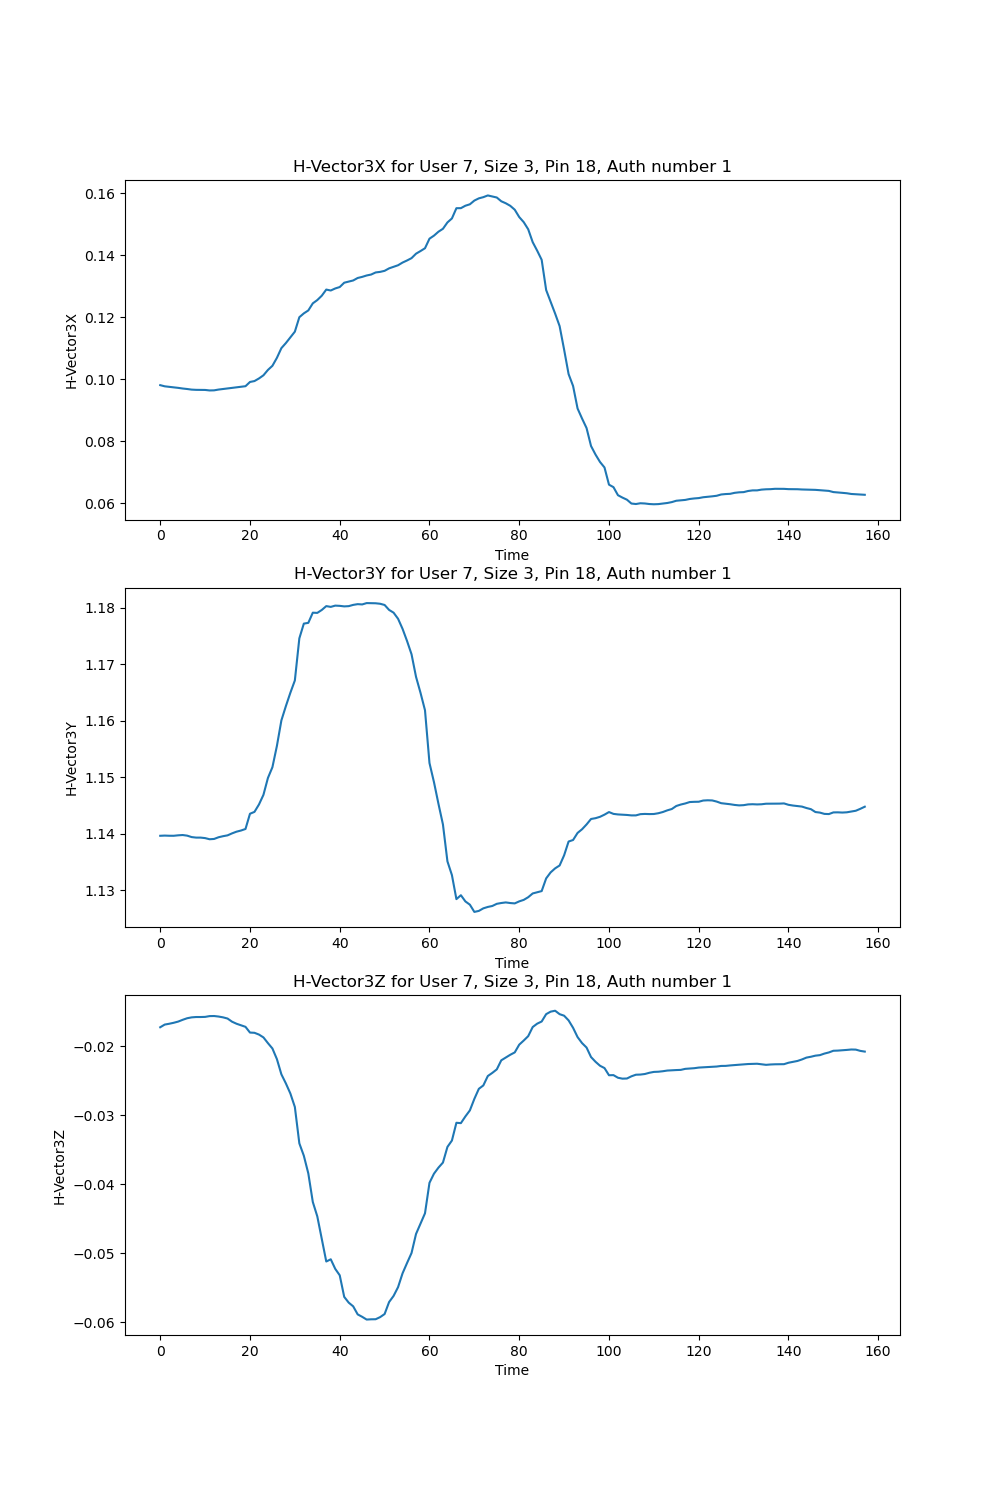 H-Vector3X for User 7, Size 3, Pin 18, Auth number 1
0.16
0.14
0.12
0.10
0.08
0.06
H-Vector3X
0 20 40 60 80 100 120 140 160
Time
H-Vector3Y for User 7, Size 3, Pin 18, Auth number 1
1.18
1.17
1.16
1.15
1.14
1.13
H-Vector3Y
0 20 40 60 80 100 120 140 160
Time
H-Vector3Z for User 7, Size 3, Pin 18, Auth number 1
−0.02
−0.03
−0.04
−0.05
−0.06
H-Vector3Z
0 20 40 60 80 100 120 140 160
Time